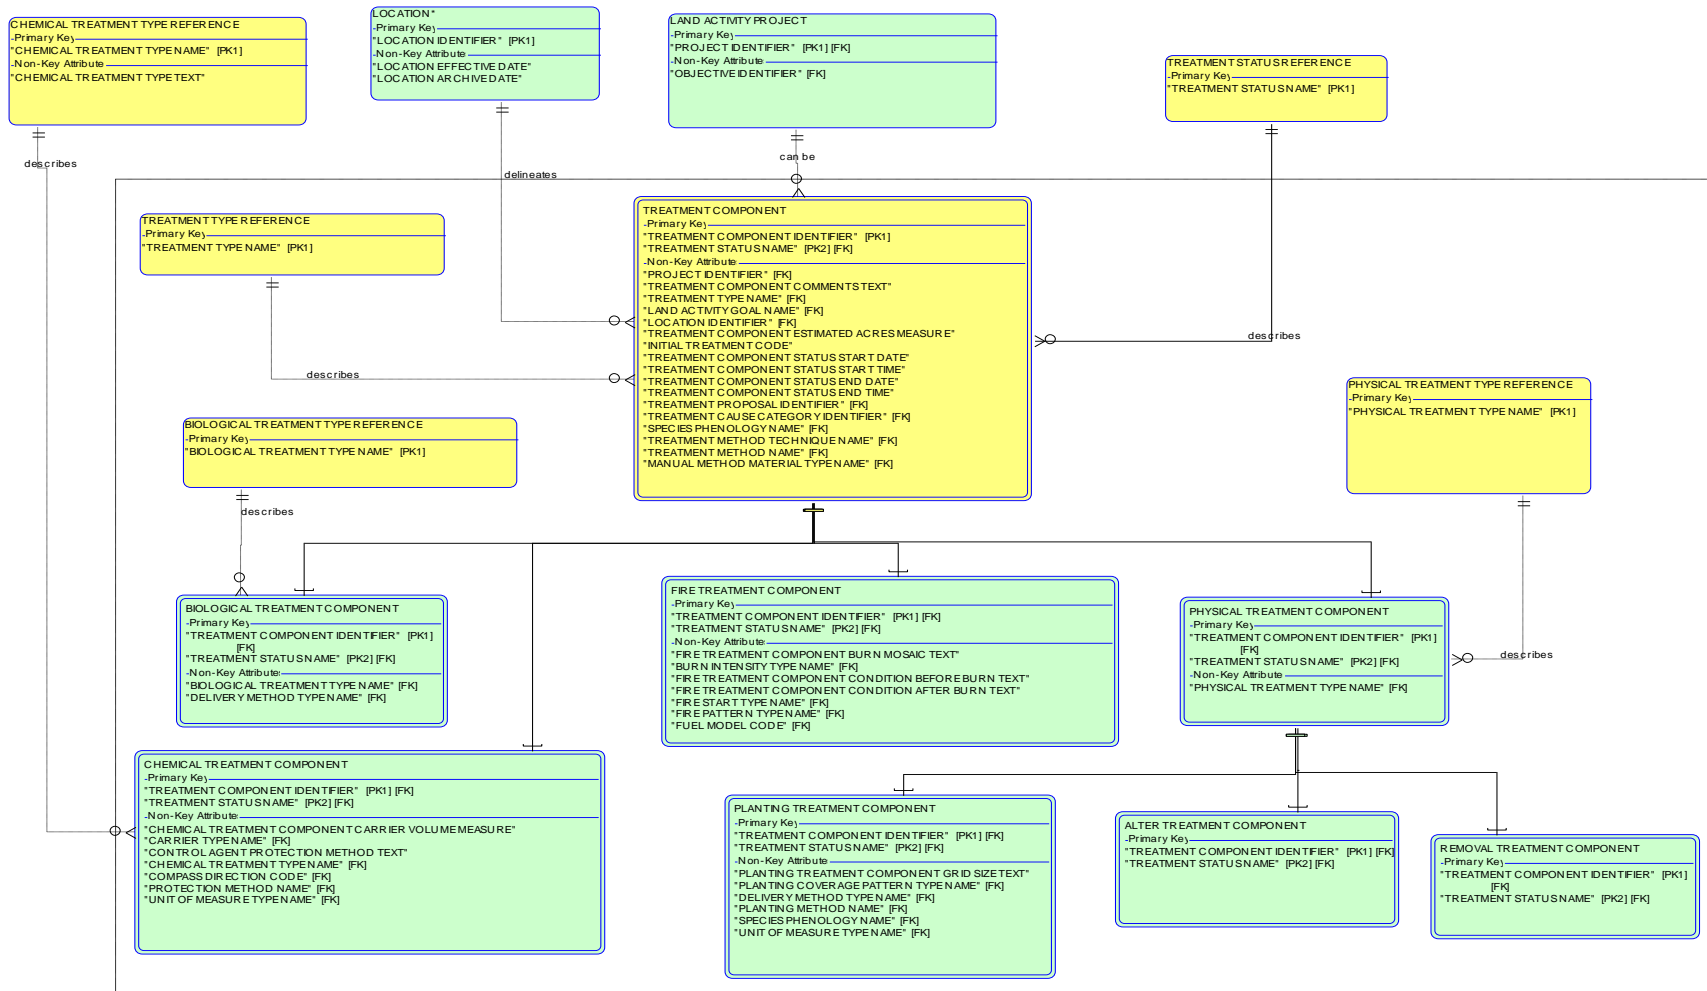 CHEMICAL TREATMENT TYPE REFERENCE
-Primary Key
"CHEMICAL TREATMENT TYPE NAME" [PK1]
-Non-Key Attribute
"CHEMICAL TREATMENT TYPE TEXT"
LOCATION*
-Primary Key
"LOCATION IDENTIFIER" [PK1]
-Non-Key Attribute
"LOCATION EFFECTIVE DATE"
"LOCATION ARCHIVE DATE"
LAND ACTIVITY PROJECT
-Primary Key
"PROJECT IDENTIFIER" [PK1] [FK]
-Non-Key Attribute
"OBJECTIVE IDENTIFIER" [FK]
TREATMENT STATUS REFERENCE
-Primary Key
"TREATMENT STATUS NAME" [PK1]
describes
delineates
can be
describes
TREATMENT TYPE REFERENCE
-Primary Key
"TREATMENT TYPE NAME" [PK1]
describes
TREATMENT COMPONENT
-Primary Key
"TREATMENT COMPONENT IDENTIFIER" [PK1]
"TREATMENT STATUS NAME" [PK2] [FK]
-Non-Key Attribute
"PROJECT IDENTIFIER" [FK]
"TREATMENT COMPONENT COMMENTS TEXT"
"TREATMENT TYPE NAME" [FK]
"LAND ACTIVITY GOAL NAME" [FK]
"LOCATION IDENTIFIER" [FK]
"TREATMENT COMPONENT ESTIMATED ACRES MEASURE"
"INITIAL TREATMENT CODE"
"TREATMENT COMPONENT STATUS START DATE"
"TREATMENT COMPONENT STATUS START TIME"
"TREATMENT COMPONENT STATUS END DATE"
"TREATMENT COMPONENT STATUS END TIME"
"TREATMENT PROPOSAL IDENTIFIER" [FK]
"TREATMENT CAUSE CATEGORY IDENTIFIER" [FK]
"SPECIES PHENOLOGY NAME" [FK]
"TREATMENT METHOD TECHNIQUE NAME" [FK]
"TREATMENT METHOD NAME" [FK]
"MANUAL METHOD MATERIAL TYPE NAME" [FK]
PHYSICAL TREATMENT TYPE REFERENCE
-Primary Key
"PHYSICAL TREATMENT TYPE NAME" [PK1]
BIOLOGICAL TREATMENT TYPE REFERENCE
-Primary Key
"BIOLOGICAL TREATMENT TYPE NAME" [PK1]
describes
describes
BIOLOGICAL TREATMENT COMPONENT
-Primary Key
"TREATMENT COMPONENT IDENTIFIER" [PK1]
[FK]
"TREATMENT STATUS NAME" [PK2] [FK]
-Non-Key Attribute
"BIOLOGICAL TREATMENT TYPE NAME" [FK]
"DELIVERY METHOD TYPE NAME" [FK]
FIRE TREATMENT COMPONENT
-Primary Key
"TREATMENT COMPONENT IDENTIFIER" [PK1] [FK]
"TREATMENT STATUS NAME" [PK2] [FK]
-Non-Key Attribute
"FIRE TREATMENT COMPONENT BURN MOSAIC TEXT"
"BURN INTENSITY TYPE NAME" [FK]
"FIRE TREATMENT COMPONENT CONDITION BEFORE BURN TEXT"
"FIRE TREATMENT COMPONENT CONDITION AFTER BURN TEXT"
"FIRE START TYPE NAME" [FK]
"FIRE PATTERN TYPE NAME" [FK]
"FUEL MODEL CODE" [FK]
PHYSICAL TREATMENT COMPONENT
-Primary Key
"TREATMENT COMPONENT IDENTIFIER" [PK1]
[FK]
"TREATMENT STATUS NAME" [PK2] [FK]
-Non-Key Attribute
"PHYSICAL TREATMENT TYPE NAME" [FK]
CHEMICAL TREATMENT COMPONENT
-Primary Key
"TREATMENT COMPONENT IDENTIFIER" [PK1] [FK]
"TREATMENT STATUS NAME" [PK2] [FK]
-Non-Key Attribute
"CHEMICAL TREATMENT COMPONENT CARRIER VOLUME MEASURE"
"CARRIER TYPE NAME" [FK]
"CONTROL AGENT PROTECTION METHOD TEXT"
"CHEMICAL TREATMENT TYPE NAME" [FK]
"COMPASS DIRECTION CODE" [FK]
"PROTECTION METHOD NAME" [FK]
"UNIT OF MEASURE TYPE NAME" [FK]
PLANTING TREATMENT COMPONENT
-Primary Key
"TREATMENT COMPONENT IDENTIFIER" [PK1] [FK]
"TREATMENT STATUS NAME" [PK2] [FK]
-Non-Key Attribute
"PLANTING TREATMENT COMPONENT GRID SIZE TEXT"
"PLANTING COVERAGE PATTERN TYPE NAME" [FK]
"DELIVERY METHOD TYPE NAME" [FK]
"PLANTING METHOD NAME" [FK]
"SPECIES PHENOLOGY NAME" [FK]
"UNIT OF MEASURE TYPE NAME" [FK]
ALTER TREATMENT COMPONENT
-Primary Key
"TREATMENT COMPONENT IDENTIFIER" [PK1] [FK]
"TREATMENT STATUS NAME" [PK2] [FK]
REMOVAL TREATMENT COMPONENT
-Primary Key
"TREATMENT COMPONENT IDENTIFIER" [PK1]
[FK]
"TREATMENT STATUS NAME" [PK2] [FK]